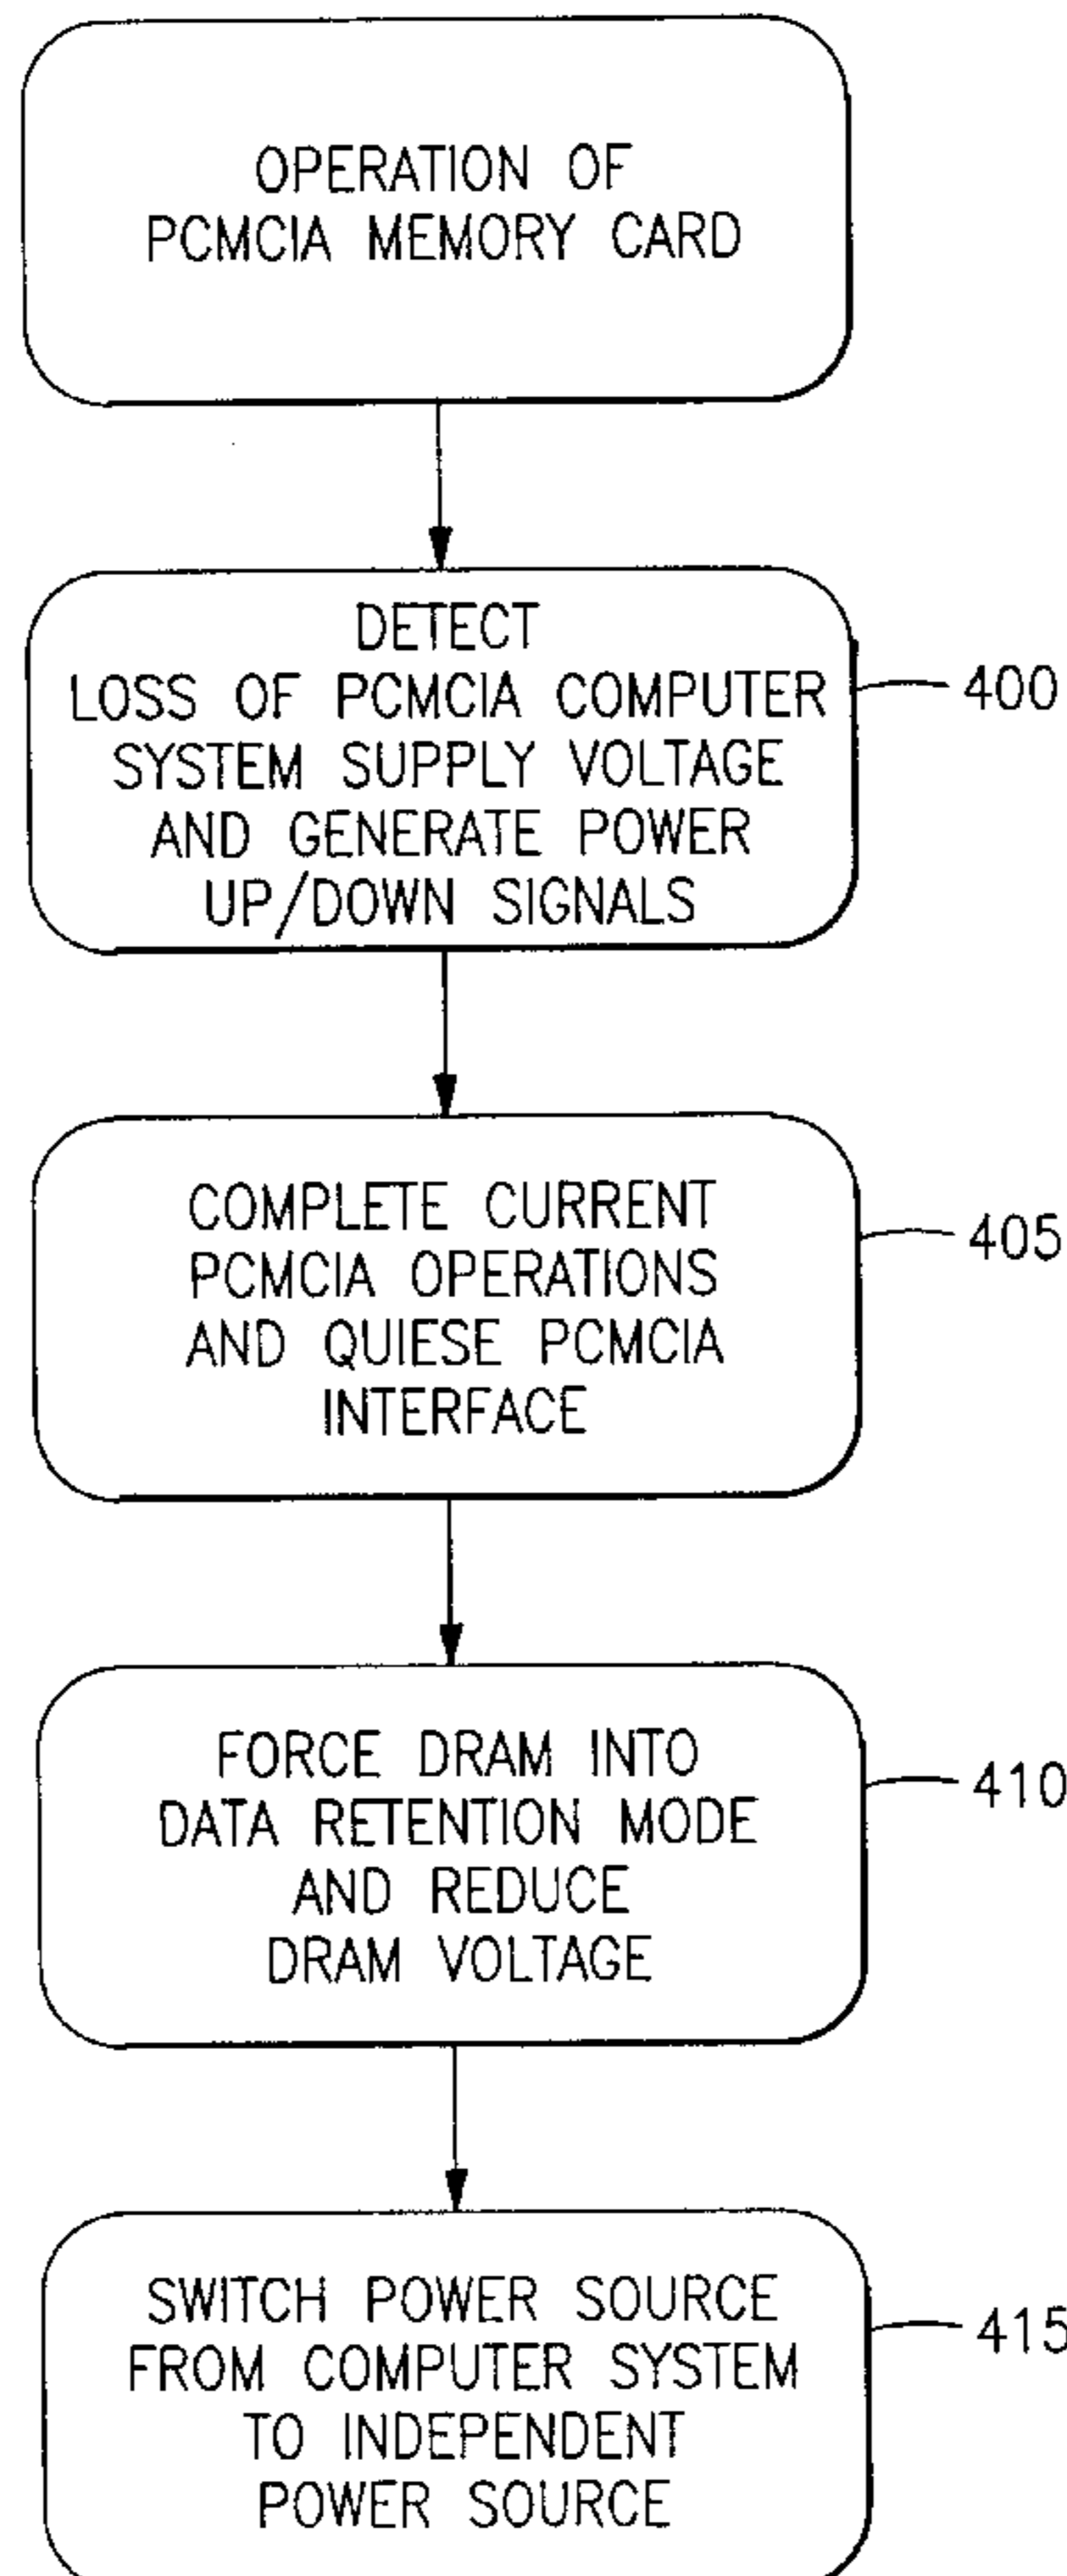 OPERATION OF
PCMCIA MEMORY CARD
DETECT
LOSS OF PCMCIA COMPUTER
SYSTEM SUPPLY VOLTAGE
AND GENERATE POWER
UP/DOWN SIGNALS
400
COMPLETE CURRENT
PCMCIA OPERATIONS
AND QUIESE PCMCIA
INTERFACE
405
FORCE DRAM INTO
DATA RETENTION MODE
AND REDUCE
DRAM VOLTAGE
410
SWITCH POWER SOURCE
FROM COMPUTER SYSTEM
TO INDEPENDENT
POWER SOURCE
415